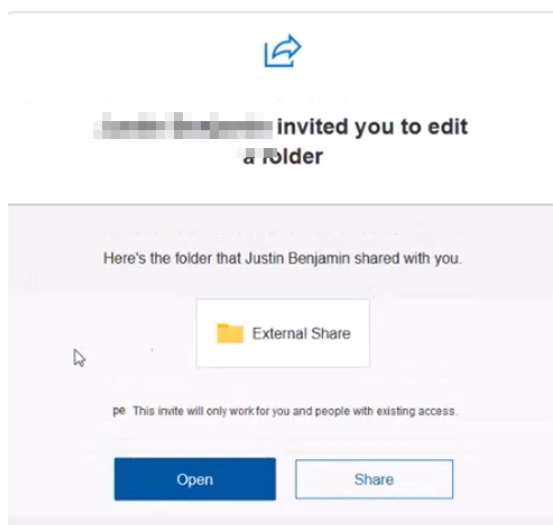 invited you to edit
a folder
Here's the folder that Justin Benjamin shared with you.
External Share
pe This invite will only work for you and people with existing access.
Open
Share